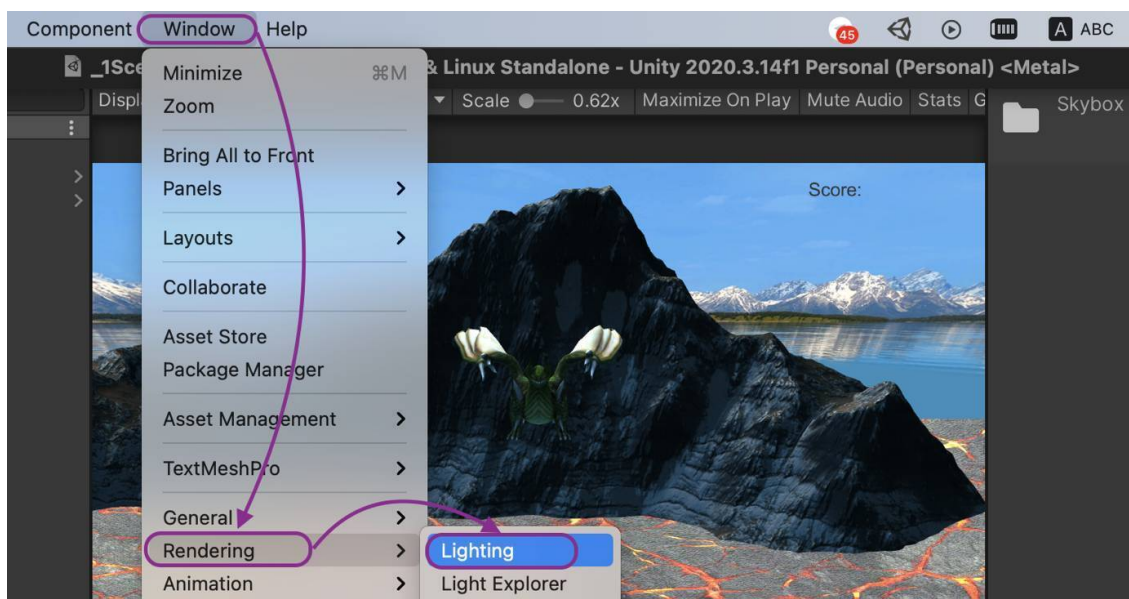 Component Window Help 45 A ABC
_1Sce & Linux Standalone - Unity 2020.3.14f1 Personal (Personal) <Metal>
Displ Scale 0.62x Maximize On Play Mute Audio Stats G
Skybox
Minimize ⌘M
Zoom
Bring All to Front
Panels
Score:
Layouts
Collaborate
Asset Store
Package Manager
Asset Management
TextMeshPro
General
Rendering
Lighting
Animation
Light Explorer